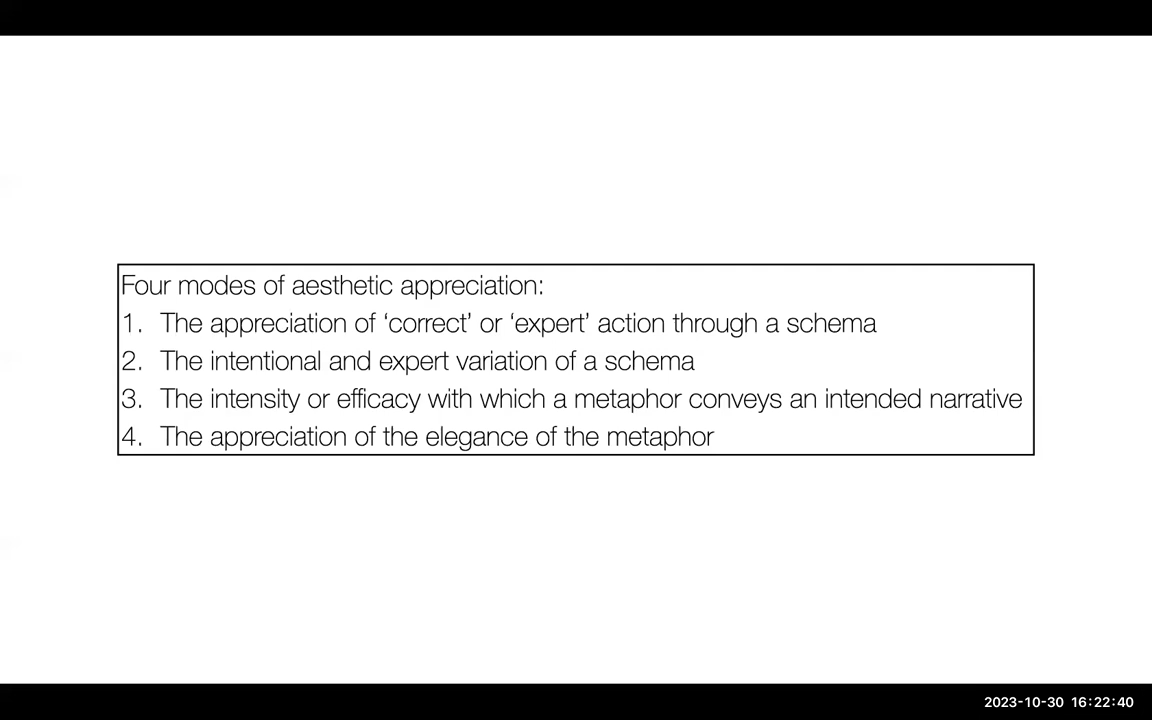 Four modes of aesthetic appreciation:
1. The appreciation of ‘correct’ or ‘expert’ action through a schema
2. The intentional and expert variation of a schema
3. The intensity or efficacy with which a metaphor conveys an intended narrative
4. The appreciation of the elegance of the metaphor
2023-10-30 16:22:40